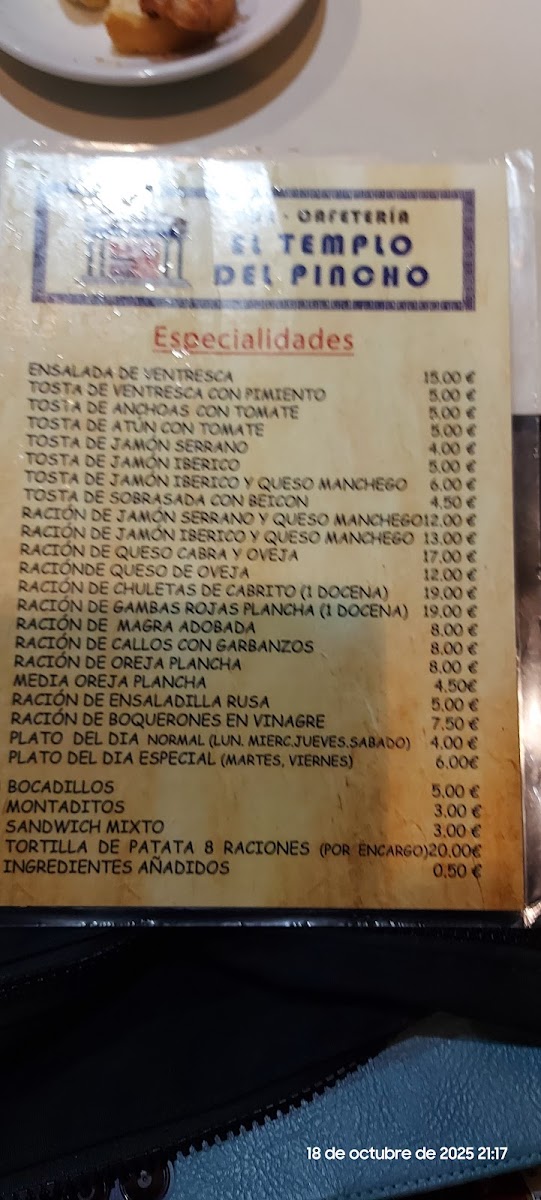 CAFETERÍA
EL TEMPLO
DEL PINCHO
Especialidades
ENSALADA DE VENTRESCA 15,00 €
TOSTA DE VENTRESCA CON PIMIENTO 5,00 €
TOSTA DE ANCHOAS CON TOMATE 5,00 €
TOSTA DE ATÚN CON TOMATE 5,00 €
TOSTA DE JAMÓN SERRANO 4,00 €
TOSTA DE JAMÓN IBÉRICO 5,00 €
TOSTA DE JAMÓN IBERICO Y QUESO MANCHEGO 6,00 €
TOSTA DE SOBRASADA CON BEICON 4,50 €
RACIÓN DE JAMÓN SERRANO Y QUESO MANCHEGO12,00 €
RACIÓN DE JAMÓN IBERICO Y QUESO MANCHEGO 13,00 €
RACIÓN DE QUESO CABRA Y OVEJA 17,00 €
RACIÓNDE QUESO DE OVEJA 12,00 €
RACIÓN DE CHULETAS DE CABRITO (1 DOCENA) 19,00 €
RACIÓN DE GAMBAS ROJAS PLANCHA (1 DOCENA) 19,00 €
RACIÓN DE MAGRA ADOBADA 8,00 €
RACIÓN DE CALLOS CON GARBANZOS 8,00 €
RACIÓN DE OREJA PLANCHA 8,00 €
MEDIA OREJA PLANCHA 4,50€
RACIÓN DE ENSALADILLA RUSA 5,00 €
RACIÓN DE BOQUERONES EN VINAGRE 7,50 €
PLATO DEL DIA NORMAL (LUN. MIERC.JUEVES.SABADO) 4,00 €
PLATO DEL DIA ESPECIAL (MARTES, VIERNES) 6,00€
BOCADILLOS 5,00 €
MONTADITOS 3,00 €
SANDWICH MIXTO 3,00 €
TORTILLA DE PATATA 8 RACIONES (POR ENCARGO)20,00€
INGREDIENTES AÑADIDOS 0,50 €
18 de octubre de 2025 21:17